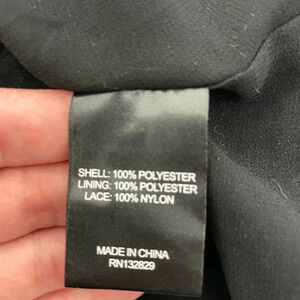 SHELL: 100% POLYESTER
LINING: 100% POLYESTER
LACE: 100% NYLON
MADE IN CHINA
RN132829